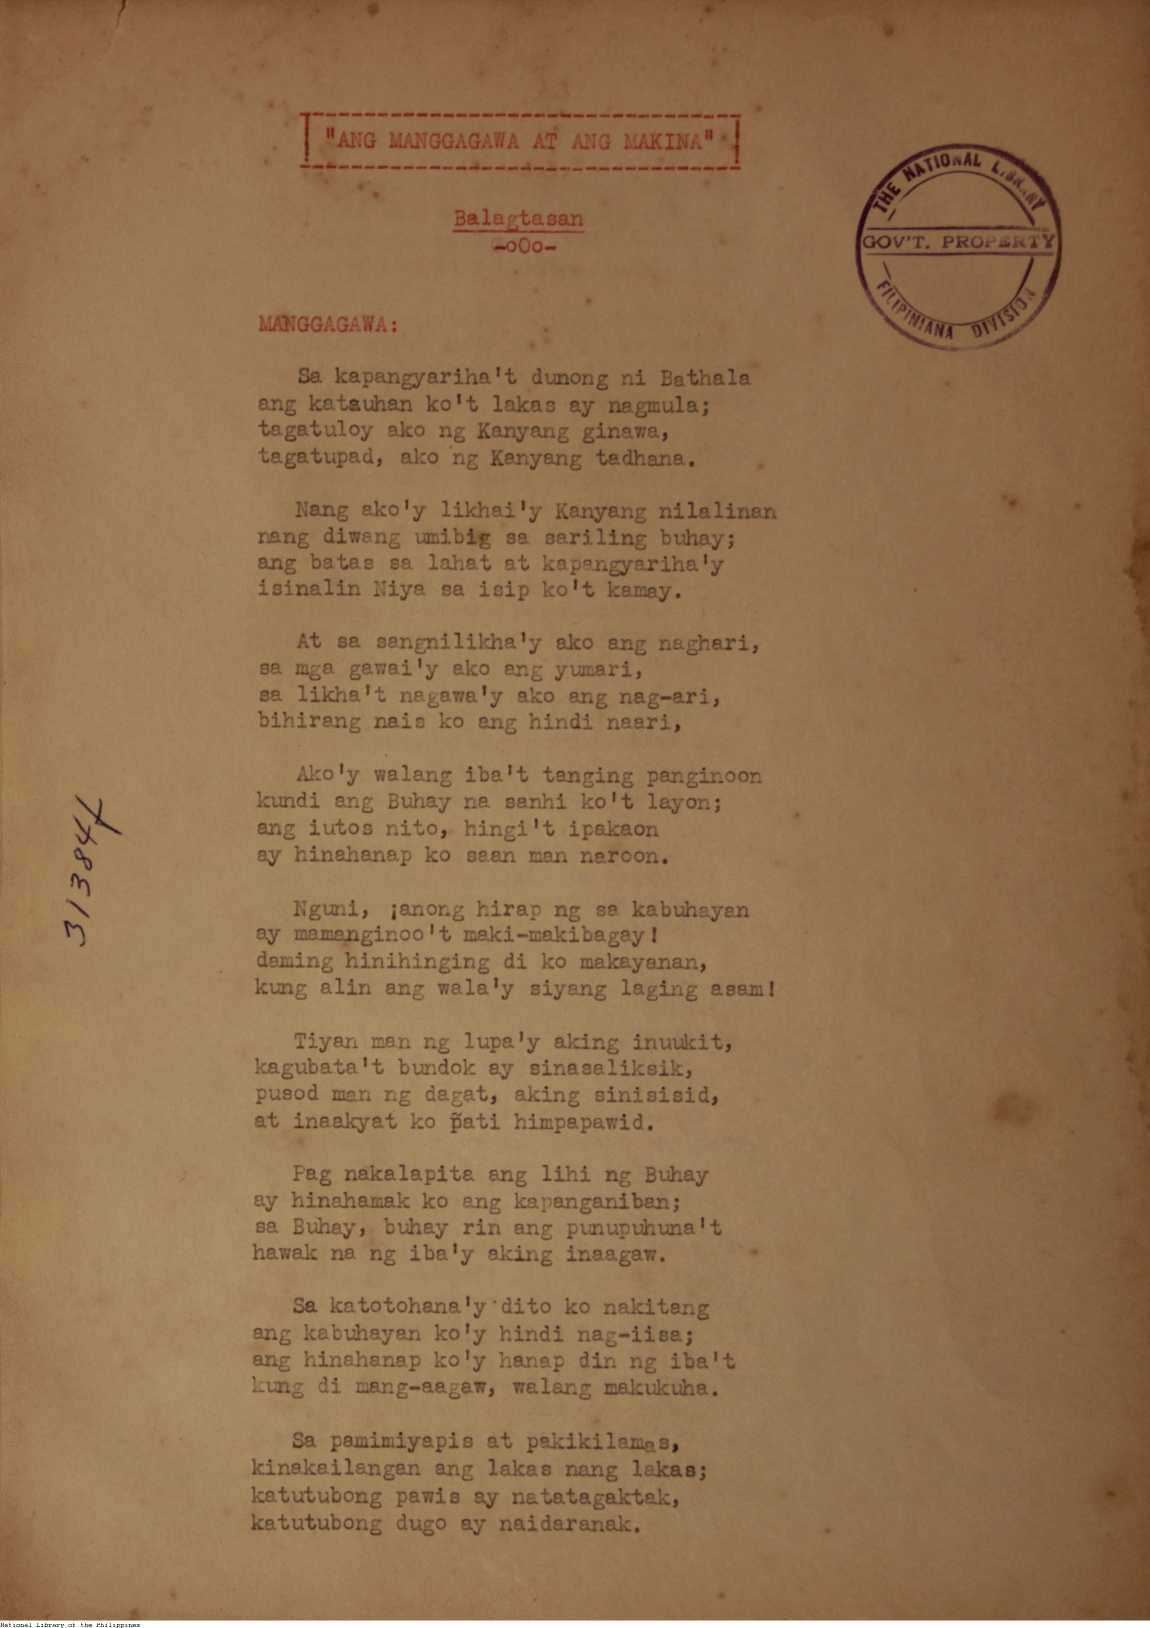 "ANG MANGGAGAWA AT ANG MAKINA"
Balagtasan
-oOo-
THE NATIONAL LIBRARY
GOV'T. PROPERTY
FILIPINIANA DIVISION
MANGGAGAWA:
Sa kapangyariha't dunong ni Bathala
ang katauhan ko't lakas ay nagmula;
tagatuloy ako ng Kanyang ginawa,
tagatupad, ako ng Kanyang tadhana.
Nang ako'y likhai'y Kanyang nilalinan
nang diwang umibig sa sariling buhay;
ang batas sa lahat at kapangyariha'y
isinalin Niya sa isip ko't kamay.
At sa sangnilikha'y ako ang naghari,
sa mga gawai'y ako ang yumari,
sa likha't nagawa'y ako ang nag-ari,
bihirang nais ko ang hindi naari,
Ako'y walang iba't tanging panginoon
kundi ang Buhay na sanhi ko't layon;
ang iutos nito, hingi't ipakaon
ay hinahanap ko saan man naroon.
Nguni, ¡anong hirap ng sa kabuhayan
ay mamanginoo't maki-makibagay!
daming hinihinging di ko makayanan,
kung alin ang wala'y siyang laging asam!
Tiyan man ng lupa'y aking inuukit,
kagubata't bundok ay sinasaliksik,
pusod man ng dagat, aking sinisisid,
at inaakyat ko pati himpapawid.
Pag nakalapita ang lihi ng Buhay
ay hinahamak ko ang kapanganiban;
sa Buhay, buhay rin ang punupuhuna't
hawak na ng iba'y aking inaagaw.
Sa katotohana'y dito ko nakitang
ang kabuhayan ko'y hindi nag-iisa;
ang hinahanap ko'y hanap din ng iba't
kung di mang-aagaw, walang makukuha.
Sa pamimiyapis at pakikilamas,
kinakailangan ang lakas nang lakas;
katutubong pawis ay natatagaktak,
katutubong dugo ay naidaranak.
31384f
National Library of the Philippines